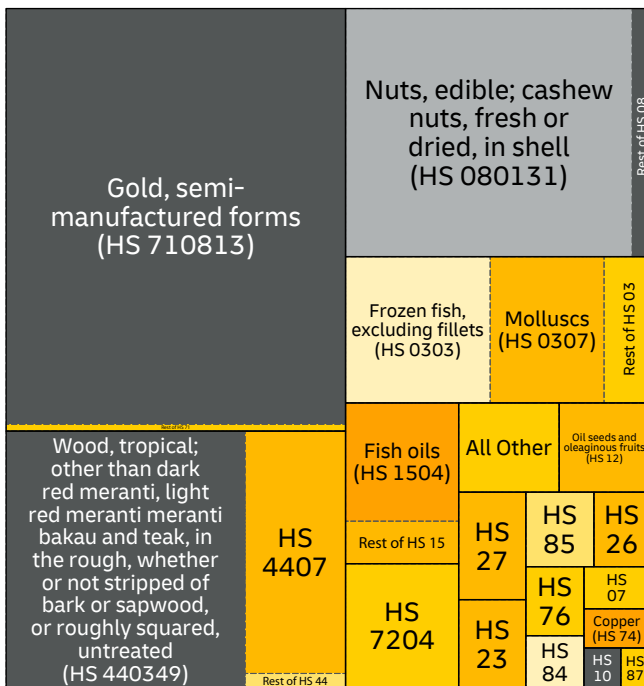 Gold, semi-
manufactured forms
(HS 710813)
Rest of HS 71
Nuts, edible; cashew
nuts, fresh or
dried, in shell
(HS 080131)
Rest of HS 08
Frozen fish,
excluding fillets
(HS 0303)
Molluscs
(HS 0307)
Rest of HS 03
Wood, tropical;
other than dark
red meranti, light
red meranti meranti
bakau and teak, in
the rough, whether
or not stripped of
bark or sapwood,
or roughly squared,
untreated
(HS 440349)
HS
4407
Rest of HS 44
Fish oils
(HS 1504)
Rest of HS 15
HS
7204
All Other
Oil seeds and
oleaginous fruits
(HS 12)
HS
27
HS
23
HS
85
HS
26
HS
76
HS
07
Copper
(HS 74)
HS
84
HS
10
HS
87